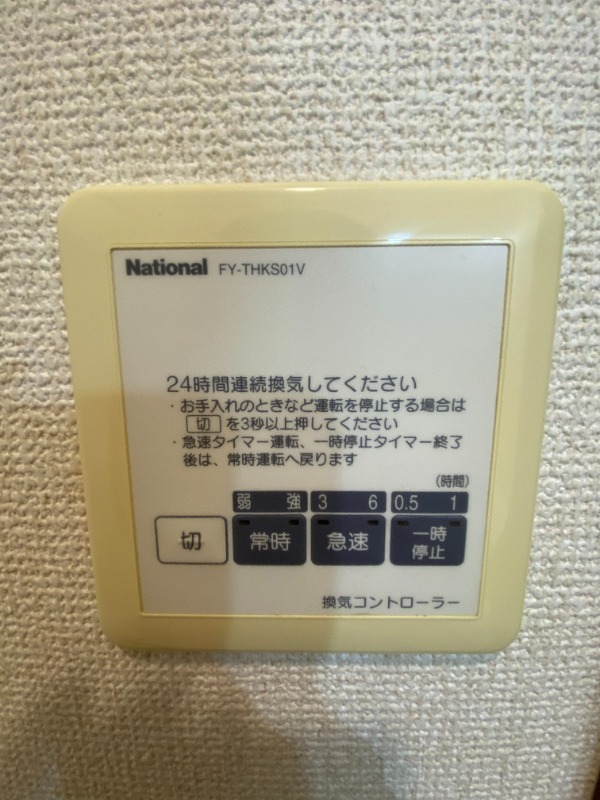 National FY-THKS01V
24時間連続換気してください
・お手入れのときなど運転を停止する場合は
切 を3秒以上押してください
・急速タイマー運転、一時停止タイマー終了
後は、常時運転へ戻ります
(時間)
弱 強 3 6 0.5 1
切 常時 急速 一時
停止
換気コントローラー